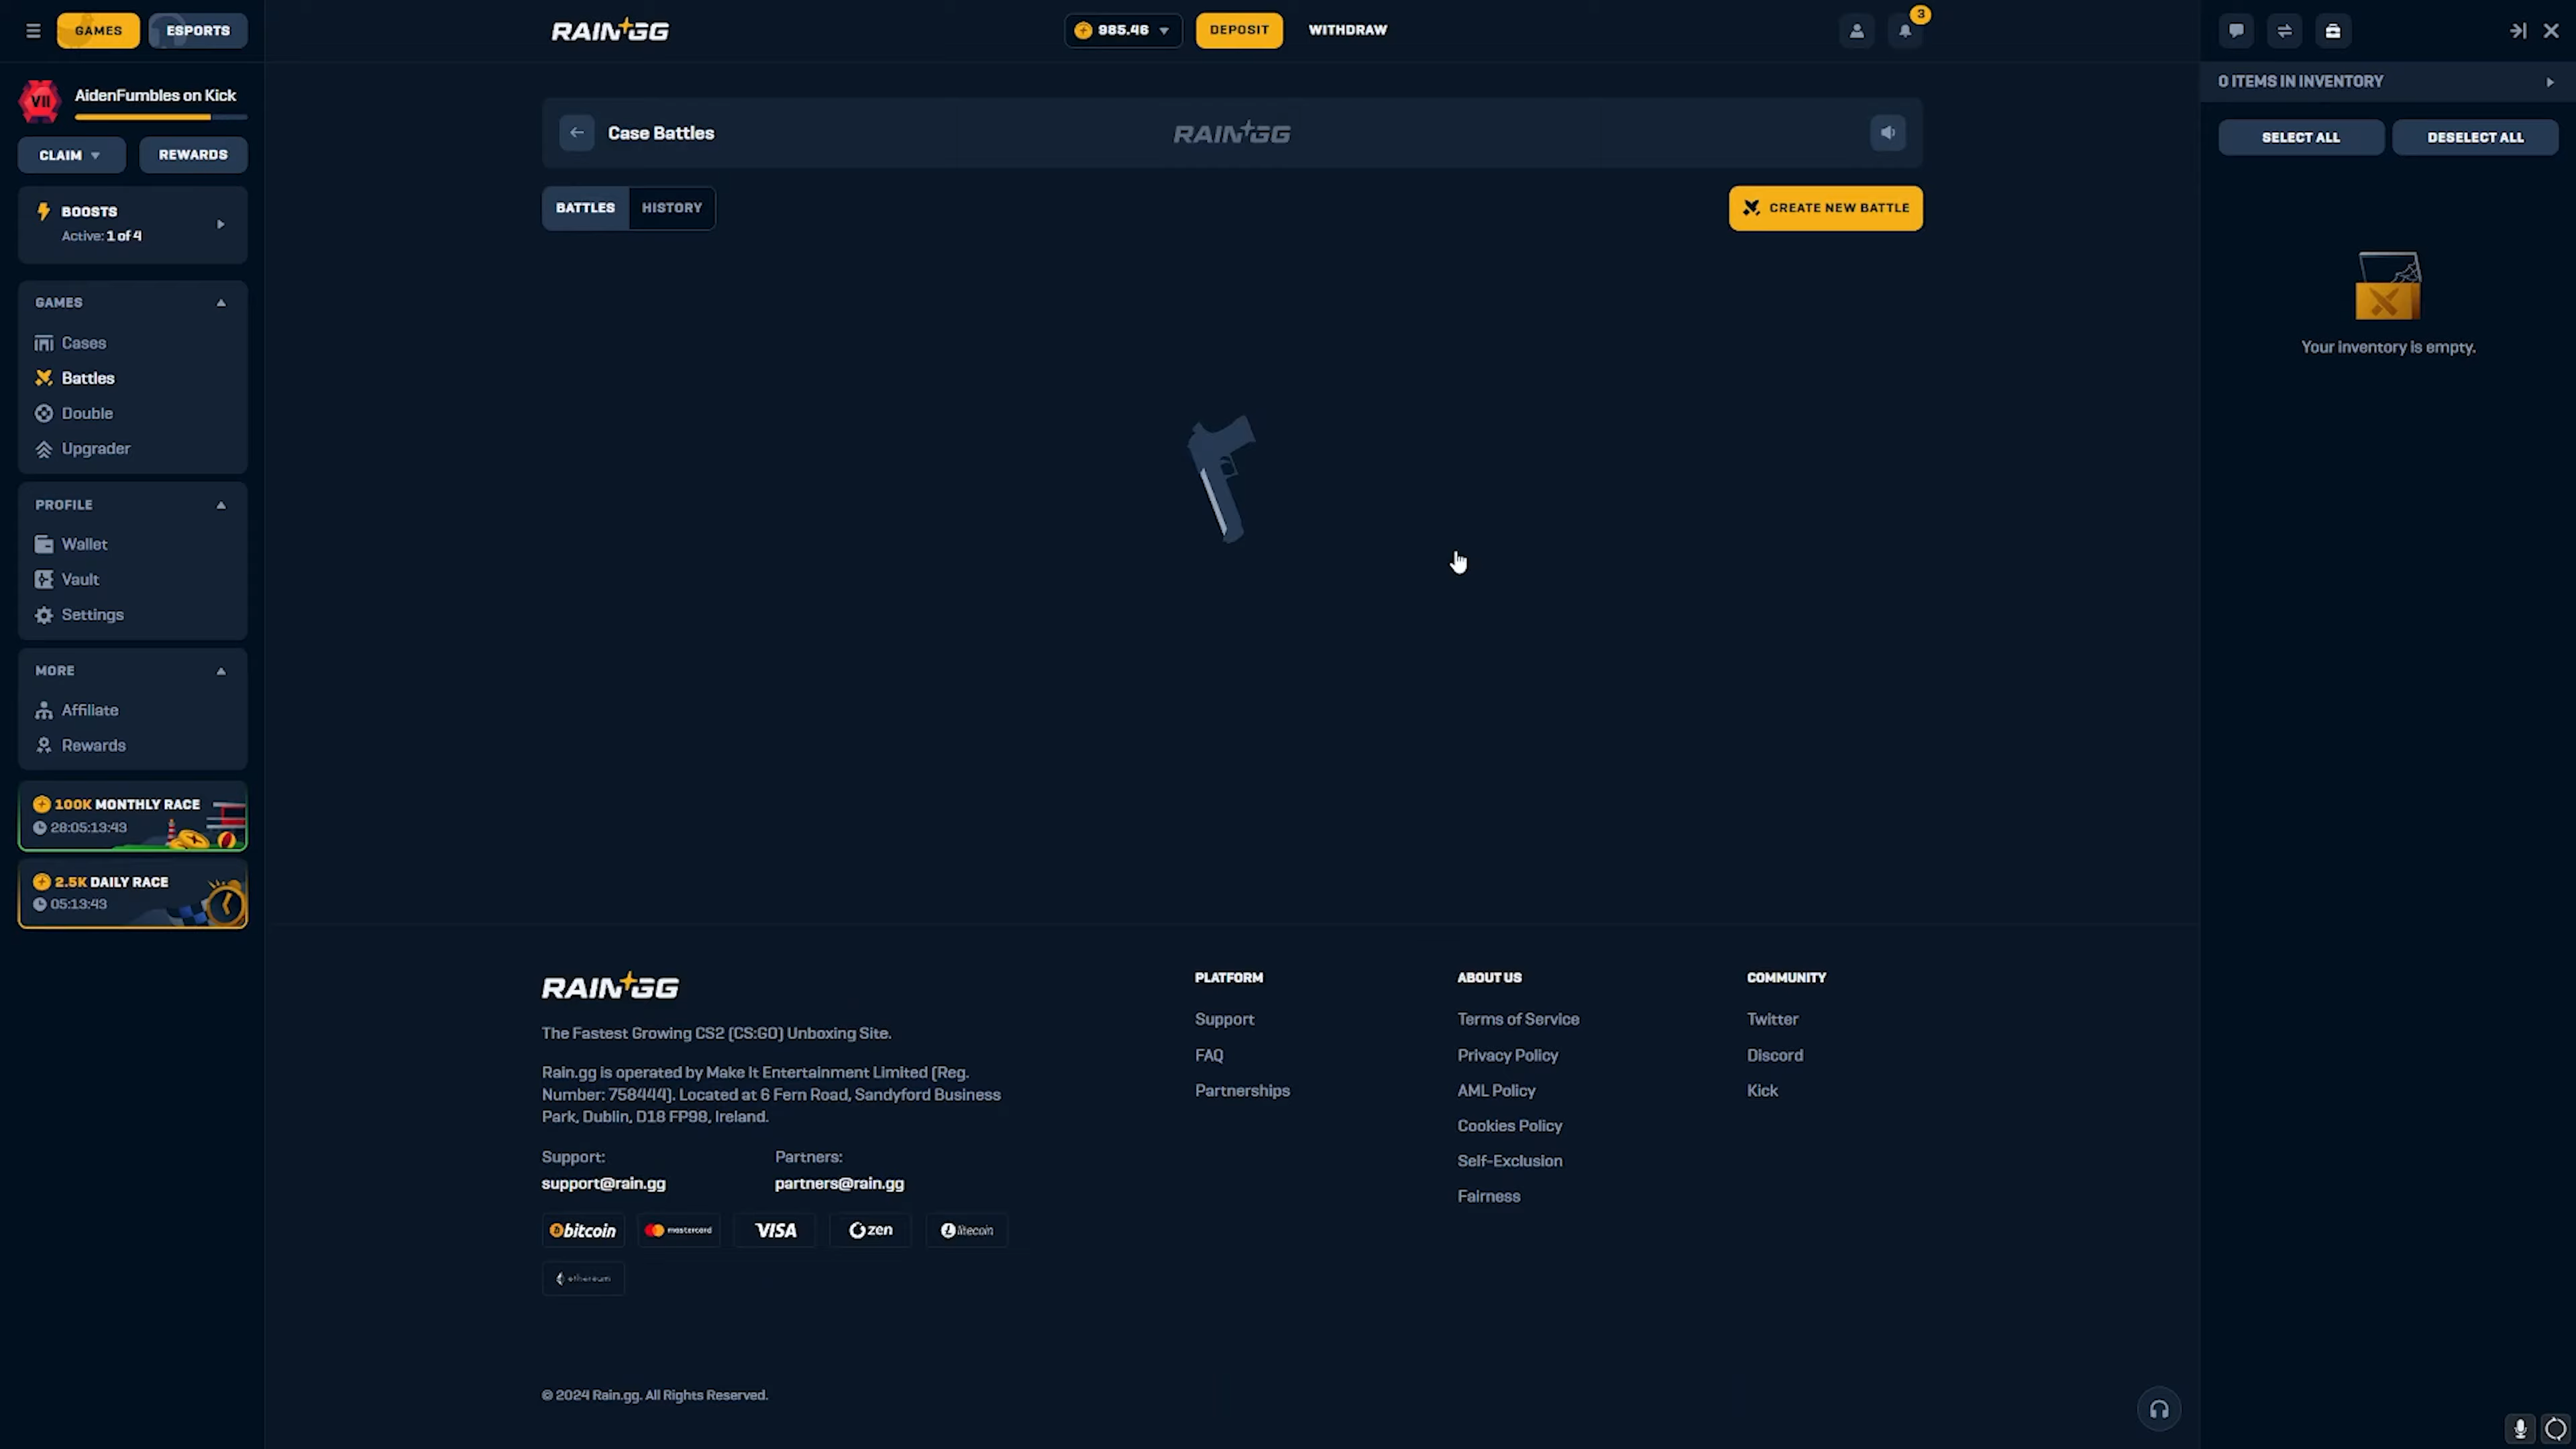 GAMES
ESPORTS
RAIN GG
985.46
DEPOSIT
WITHDRAW
3
VII
AidenFumbles on Kick
CLAIM
REWARDS
BOOSTS
Active: 1 of 4
GAMES
Cases
Battles
Double
Upgrader
PROFILE
Wallet
Vault
Settings
MORE
Affiliate
Rewards
100K MONTHLY RACE
28:05:13:43
2.5K DAILY RACE
05:13:43
Case Battles
RAIN GG
BATTLES
HISTORY
CREATE NEW BATTLE
0 ITEMS IN INVENTORY
SELECT ALL
DESELECT ALL
Your inventory is empty.
RAIN GG
The Fastest Growing CS2 (CS:GO) Unboxing Site.
Rain.gg is operated by Make It Entertainment Limited (Reg.
Number: 758444). Located at 6 Fern Road, Sandyford Business
Park, Dublin, D18 FP98, Ireland.
Support:
support@rain.gg
Partners:
partners@rain.gg
bitcoin
mastercard
VISA
zen
litecoin
ethereum
PLATFORM
Support
FAQ
Partnerships
ABOUT US
Terms of Service
Privacy Policy
AML Policy
Cookies Policy
Self-Exclusion
Fairness
COMMUNITY
Twitter
Discord
Kick
© 2024 Rain.gg. All Rights Reserved.